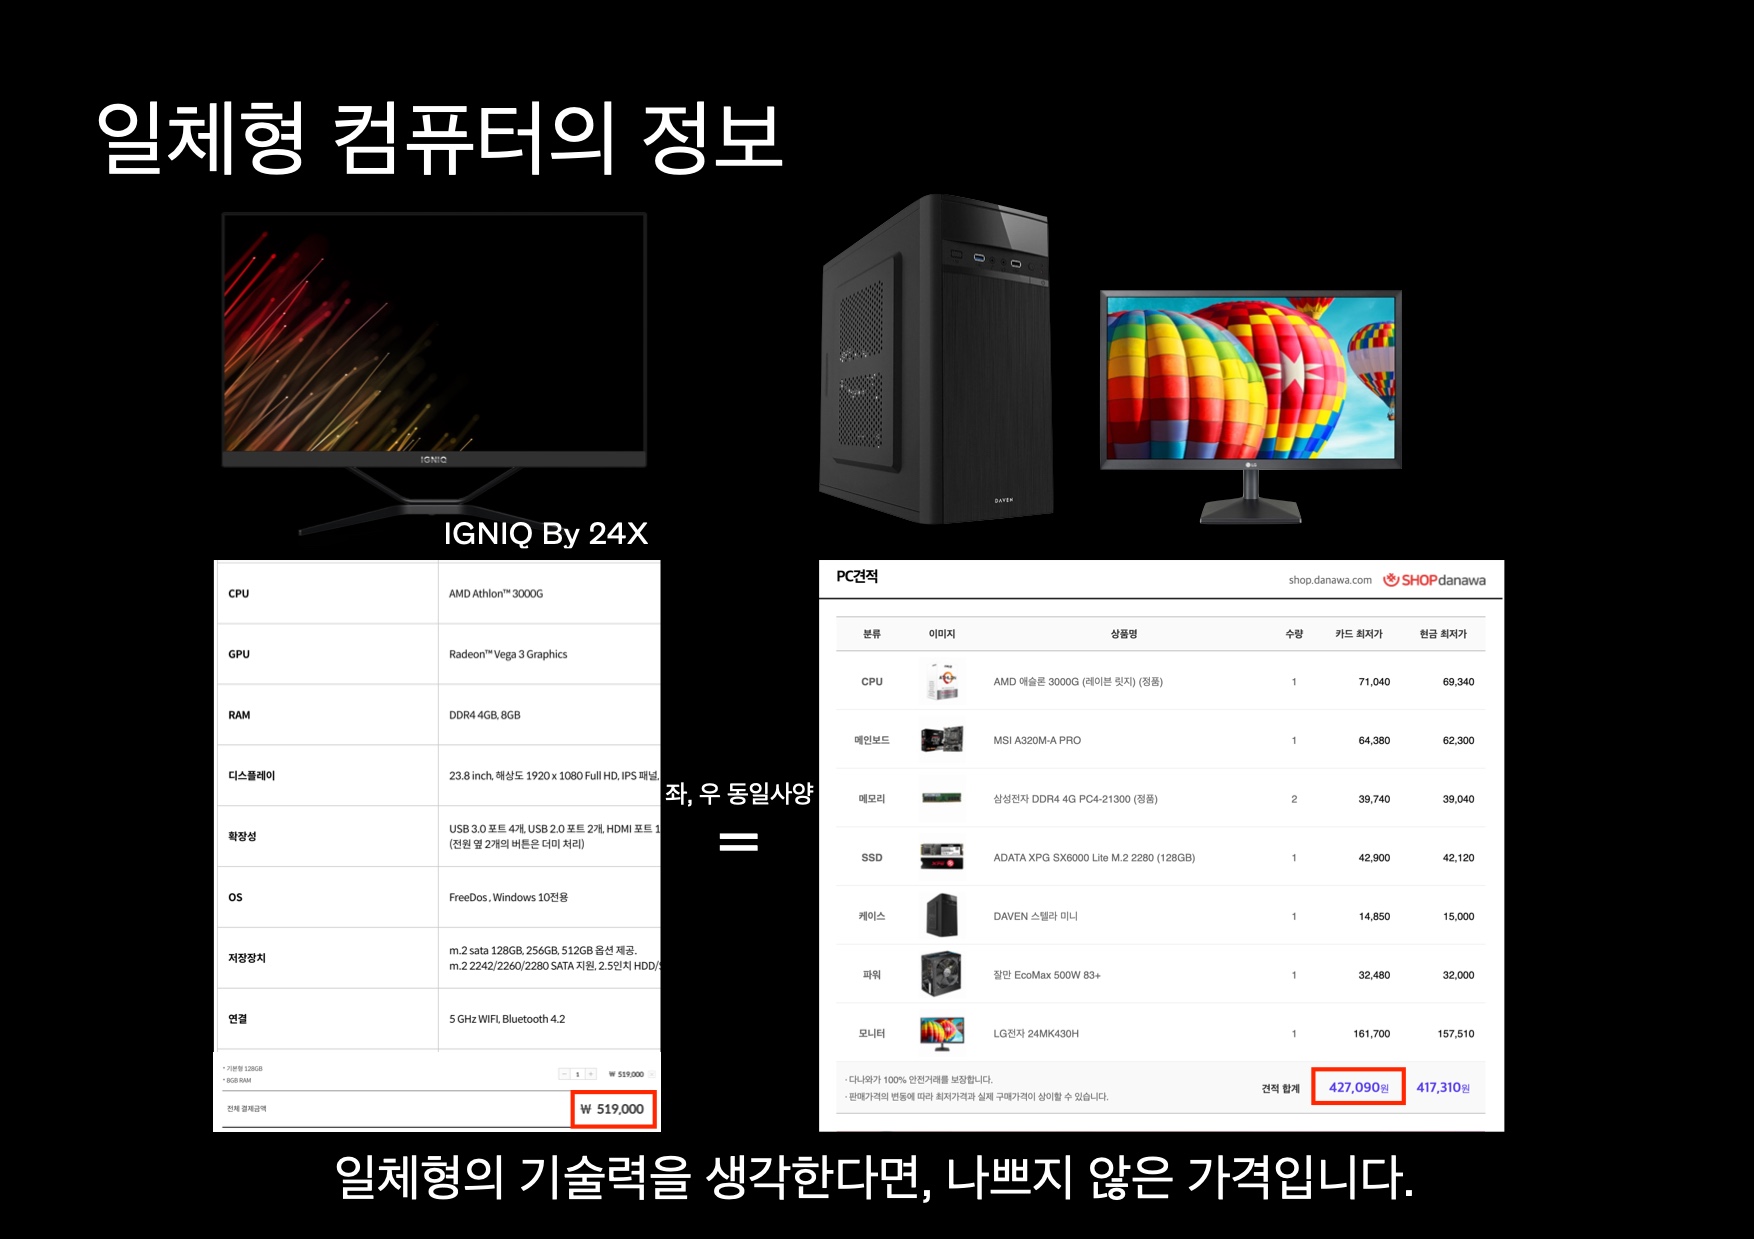 일체형 컴퓨터의 정보
IGNIQ
DAVEN
LG
IGNIQ By 24X
CPU AMD Athlon™ 3000G
GPU Radeon™ Vega 3 Graphics
RAM DDR4 4GB, 8GB
디스플레이 23.8 inch, 해상도 1920 x 1080 Full HD, IPS 패널,
확장성 USB 3.0 포트 4개, USB 2.0 포트 2개, HDMI 포트 1
(전원 옆 2개의 버튼은 더미 처리)
OS FreeDos , Windows 10전용
저장장치 m.2 sata 128GB, 256GB, 512GB 옵션 제공.
m.2 2242/2260/2280 SATA 지원, 2.5인치 HDD/
연결 5 GHz WIFI, Bluetooth 4.2
* 기본형 128GB
* 8GB RAM
− 1 + ₩ 519,000
전체 결제금액 ₩ 519,000
좌, 우 동일사양
=
PC견적 shop.danawa.com SHOPdanawa
분류 이미지 상품명 수량 카드 최저가 현금 최저가
CPU AMD 애슬론 3000G (레이븐 릿지) (정품) 1 71,040 69,340
메인보드 MSI A320M-A PRO 1 64,380 62,300
메모리 삼성전자 DDR4 4G PC4-21300 (정품) 2 39,740 39,040
SSD ADATA XPG SX6000 Lite M.2 2280 (128GB) 1 42,900 42,120
케이스 DAVEN 스텔라 미니 1 14,850 15,000
파워 잘만 EcoMax 500W 83+ 1 32,480 32,000
모니터 LG전자 24MK430H 1 161,700 157,510
· 다나와가 100% 안전거래를 보장합니다.
· 판매가격의 변동에 따라 최저가격과 실제 구매가격이 상이할 수 있습니다.
견적 합계 427,090원 417,310원
일체형의 기술력을 생각한다면, 나쁘지 않은 가격입니다.